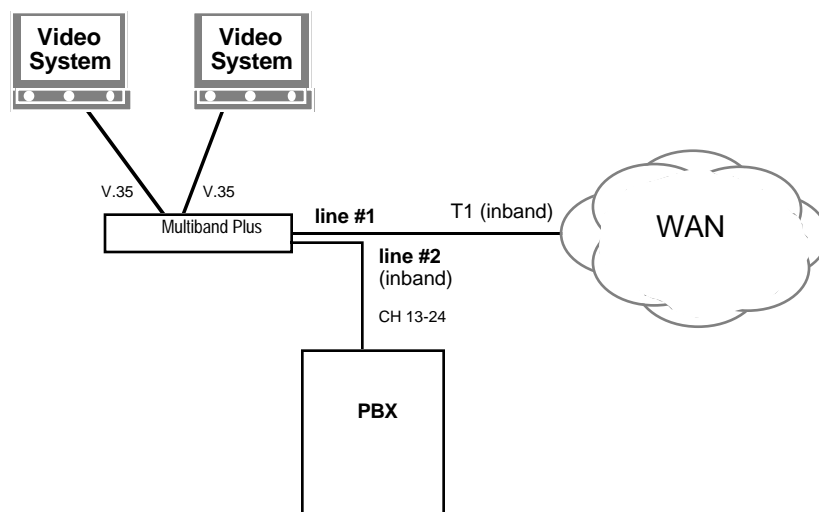 Video
System
Video
System
V.35
V.35
Multiband Plus
line #1
T1 (inband)
WAN
line #2
(inband)
CH 13-24
PBX